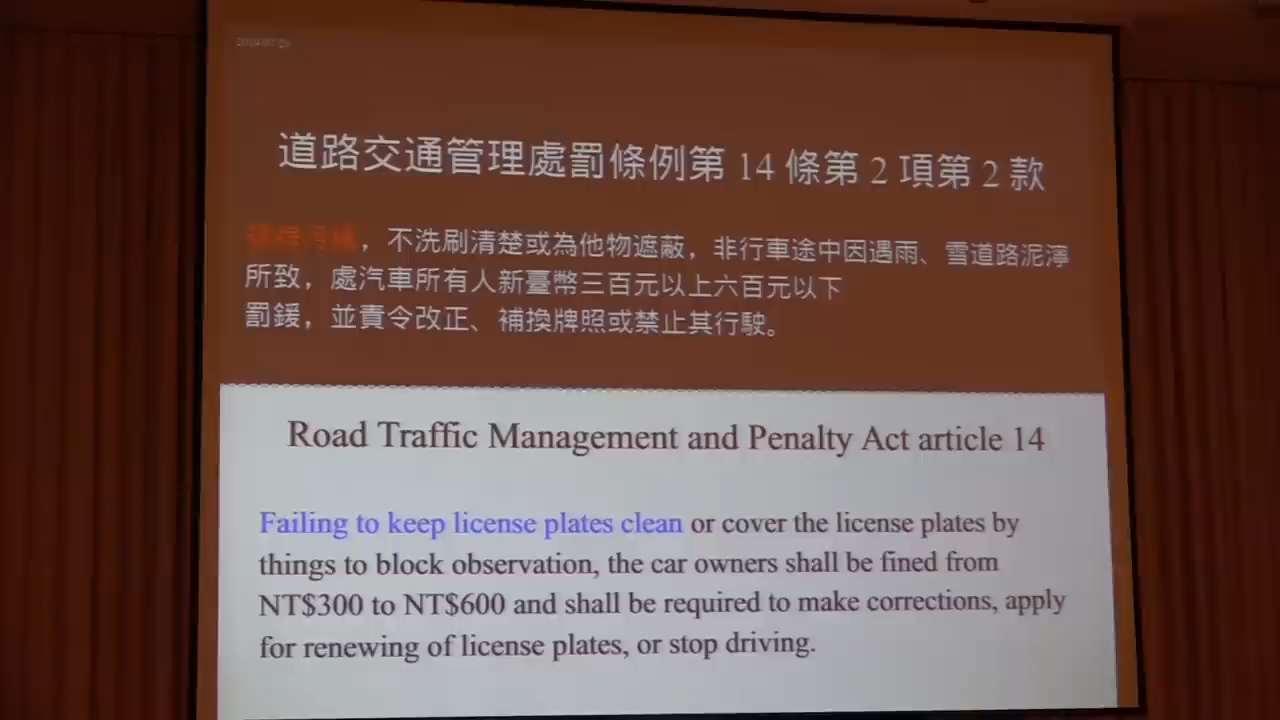 道路交通管理處罰條例第 14 條第 2 項第 2 款
號牌污穢，不洗刷清楚或為他物遮蔽，非行車途中因遇雨、雪道路泥濘
所致，處汽車所有人新臺幣三百元以上六百元以下
罰鍰，並責令改正、補換牌照或禁止其行駛。
Road Traffic Management and Penalty Act article 14
Failing to keep license plates clean or cover the license plates by
things to block observation, the car owners shall be fined from
NT$300 to NT$600 and shall be required to make corrections, apply
for renewing of license plates, or stop driving.